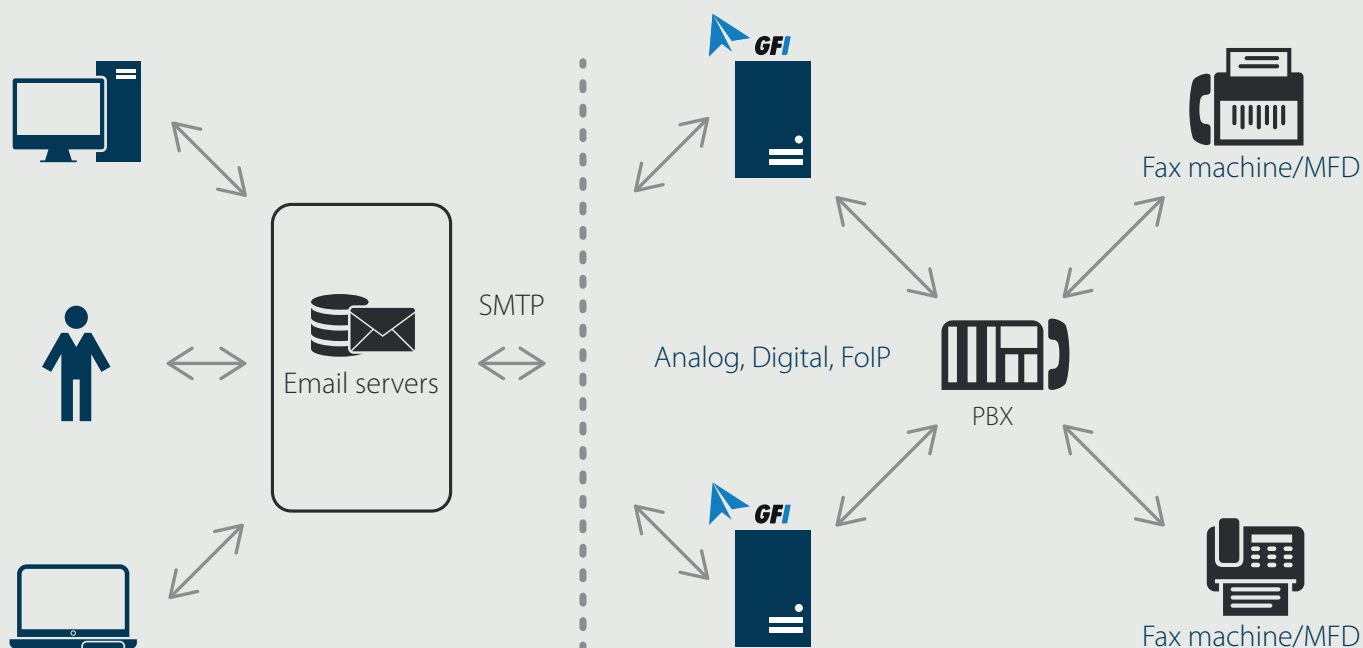 GFI
Fax machine/MFD
SMTP
Email servers
Analog, Digital, FoIP
PBX
GFI
Fax machine/MFD